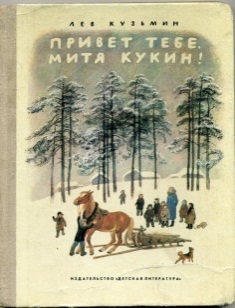 ЛЕВ КУЗЬМИН
ПРИВЕТ ТЕБЕ,
МИТЯ КУКИН!
ИЗДАТЕЛЬСТВО «ДЕТСКАЯ ЛИТЕРАТУРА»